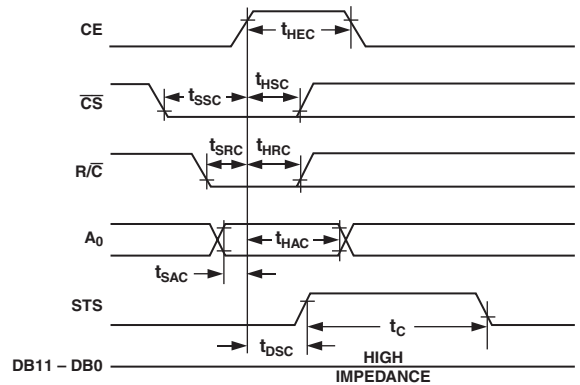 CE
tHEC
CS
tSSC
tHSC
R/C
tSRC
tHRC
A0
tHAC
tSAC
STS
tC
tDSC
DB11 – DB0
HIGH
IMPEDANCE